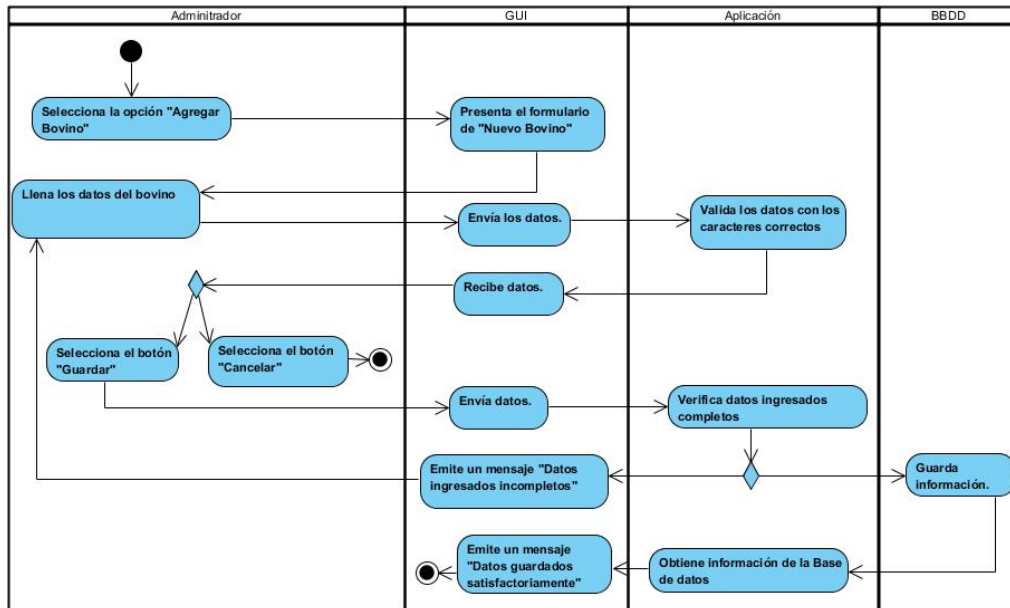 Adminitrador
GUI
Aplicación
BBDD
Selecciona la opción "Agregar
Bovino"
Presenta el formulario
de "Nuevo Bovino"
Llena los datos del bovino
Envía los datos.
Valida los datos con los
caracteres correctos
Recibe datos.
Selecciona el botón
"Guardar"
Selecciona el botón
"Cancelar"
Envía datos.
Verifica datos ingresados
completos
Emite un mensaje "Datos
ingresados incompletos"
Guarda
información.
Emite un mensaje
"Datos guardados
satisfactoriamente"
Obtiene información de la Base
de datos